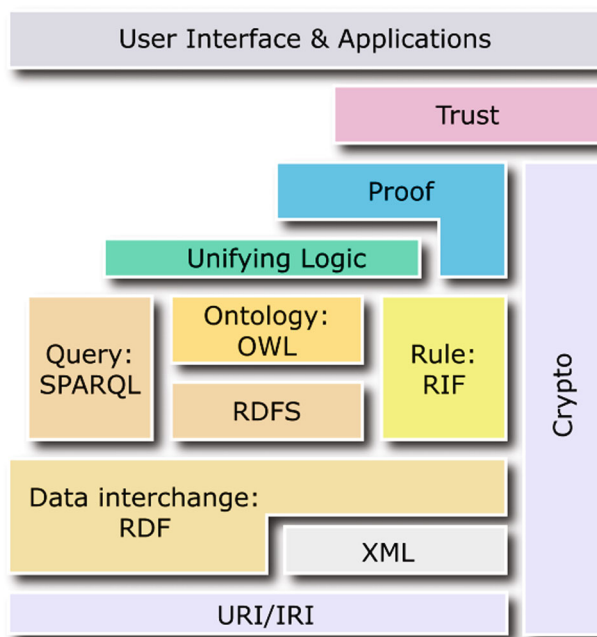 User Interface & Applications
Trust
Proof
Unifying Logic
Query:
SPARQL
Ontology:
OWL
RDFS
Rule:
RIF
Crypto
Data interchange:
RDF
XML
URI/IRI